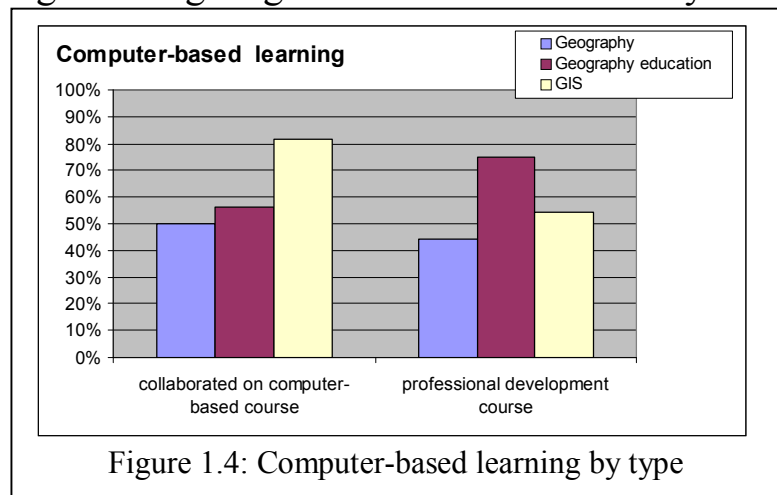 Computer-based learning
Geography
Geography education
GIS
100%
90%
80%
70%
60%
50%
40%
30%
20%
10%
0%
collaborated on computer-
based course
professional development
course
Figure 1.4: Computer-based learning by type